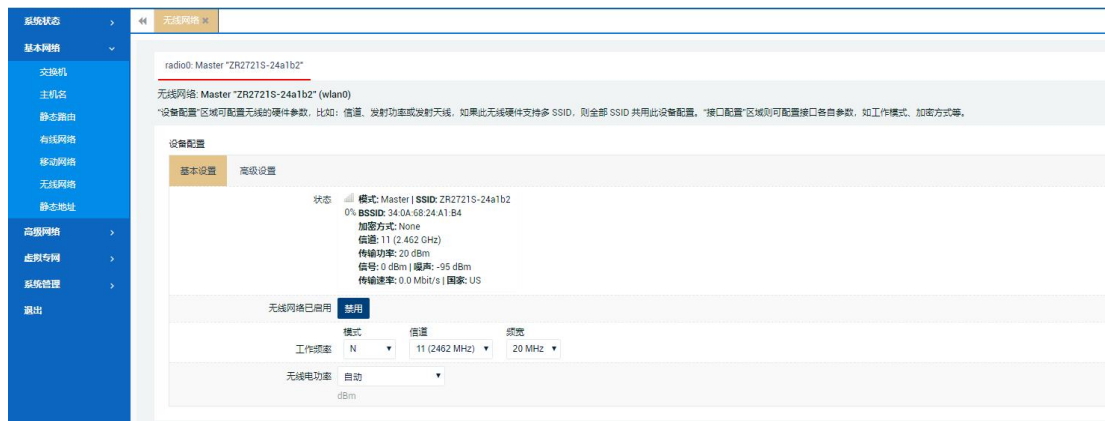 系统状态
基本网络
交换机
主机名
静态路由
有线网络
移动网络
无线网络
静态地址
高级网络
虚拟专网
系统管理
退出
无线网络
radio0: Master "ZR2721S-24a1b2"
无线网络: Master "ZR2721S-24a1b2" (wlan0)
"设备配置"区域可配置无线的硬件参数，比如：信道、发射功率或发射天线，如果此无线硬件支持多 SSID，则全部 SSID 共用此设备配置。"接口配置"区域则可配置接口各自参数，如工作模式、加密方式等。
设备配置
基本设置 高级设置
状态 模式: Master | SSID: ZR2721S-24a1b2
0% BSSID: 34:0A:68:24:A1:B4
加密方式: None
信道: 11 (2.462 GHz)
传输功率: 20 dBm
信号: 0 dBm | 噪声: -95 dBm
传输速率: 0.0 Mbit/s | 国家: US
无线网络已启用 禁用
模式 信道 频宽
工作频率 N 11 (2462 MHz) 20 MHz
无线电功率 自动
dBm